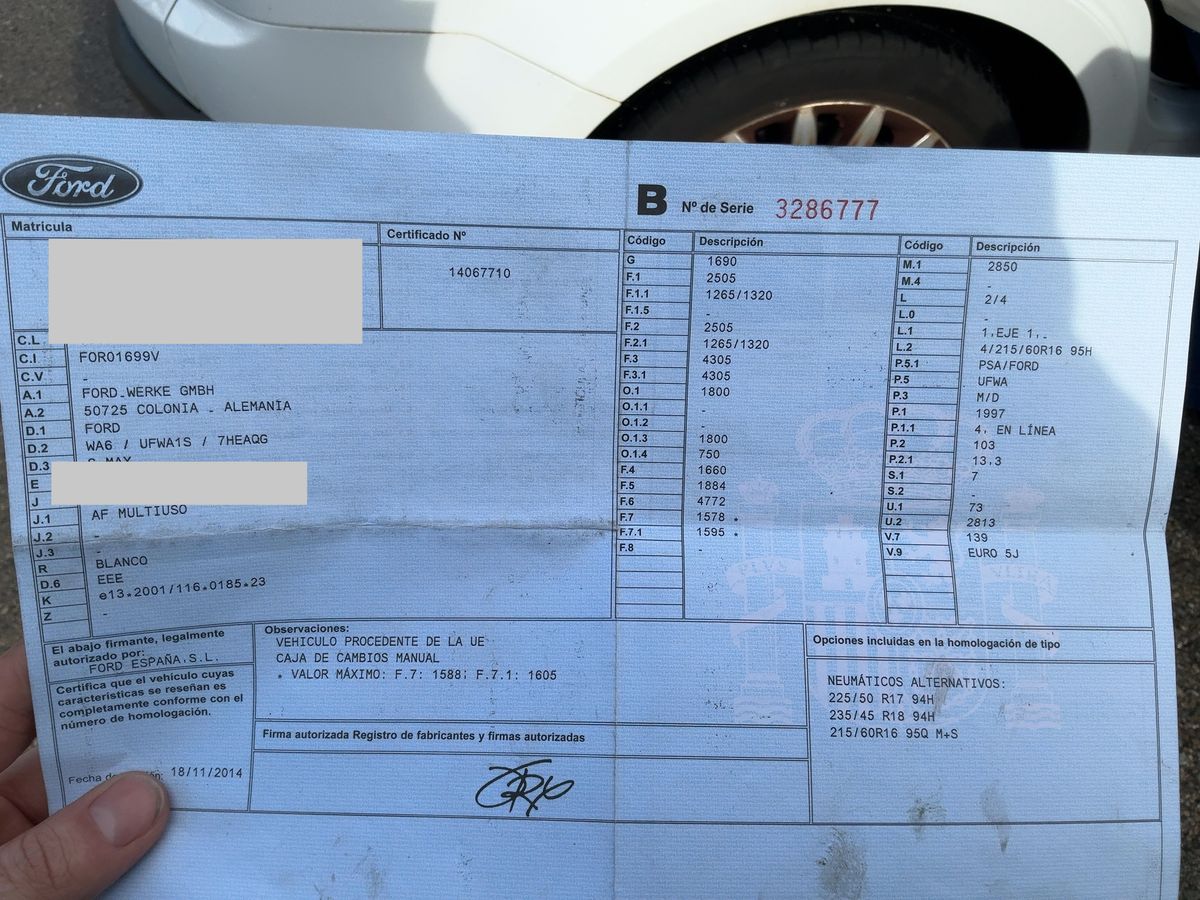 Ford
B Nº de Serie 3286777
Matrícula
Certificado Nº
14067710
C.L
C.I FOR01699V
C.V -
A.1 FORD-WERKE GMBH
A.2 50725 COLONIA - ALEMANIA
D.1 FORD
D.2 WA6 / UFWA1S / 7HEAQG
D.3 S-MAX
E
J
J.1 AF MULTIUSO
J.2 -
J.3 -
R BLANCO
D.6 EEE
K e13*2001/116*0185*23
Z -
Código Descripción
G 1690
F.1 2505
F.1.1 1265/1320
F.1.5 -
F.2 2505
F.2.1 1265/1320
F.3 4305
F.3.1 4305
O.1 1800
O.1.1 -
O.1.2 -
O.1.3 1800
O.1.4 750
F.4 1660
F.5 1884
F.6 4772
F.7 1578 *
F.7.1 1595 *
F.8 -
Código Descripción
M.1 2850
M.4 -
L 2/4
L.0 -
L.1 1.EJE 1.-
L.2 4/215/60R16 95H
P.5.1 PSA/FORD
P.5 UFWA
P.3 M/D
P.1 1997
P.1.1 4, EN LÍNEA
P.2 103
P.2.1 13,3
S.1 7
S.2 -
U.1 73
U.2 2813
V.7 139
V.9 EURO 5J
El abajo firmante, legalmente
autorizado por:
FORD ESPAÑA,S.L.
Certifica que el vehículo cuyas
características se reseñan es
completamente conforme con el
número de homologación.
Fecha de 18/11/2014
Observaciones:
VEHICULO PROCEDENTE DE LA UE
CAJA DE CAMBIOS MANUAL
* VALOR MÁXIMO: F.7: 1588; F.7.1: 1605
Firma autorizada Registro de fabricantes y firmas autorizadas
Opciones incluidas en la homologación de tipo
NEUMÁTICOS ALTERNATIVOS:
225/50 R17 94H
235/45 R18 94H
215/60R16 95Q M+S